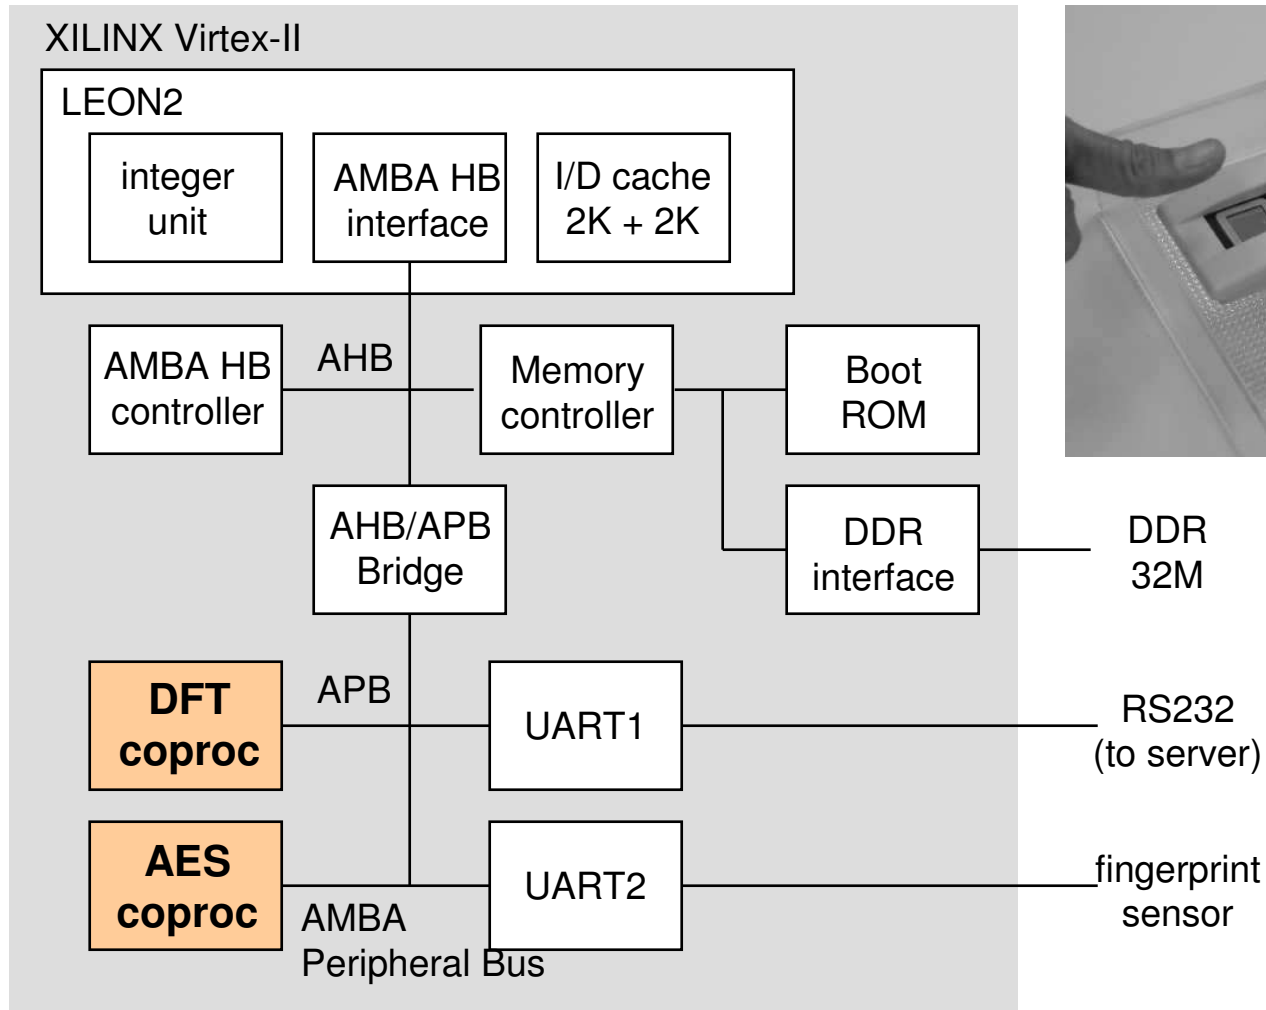 XILINX Virtex-II
LEON2
integer
unit
AMBA HB
interface
I/D cache
2K + 2K
AMBA HB
controller
AHB
Memory
controller
Boot
ROM
AHB/APB
Bridge
DDR
interface
DDR
32M
DFT
coproc
APB
UART1
RS232
(to server)
AES
coproc
AMBA
Peripheral Bus
UART2
fingerprint
sensor